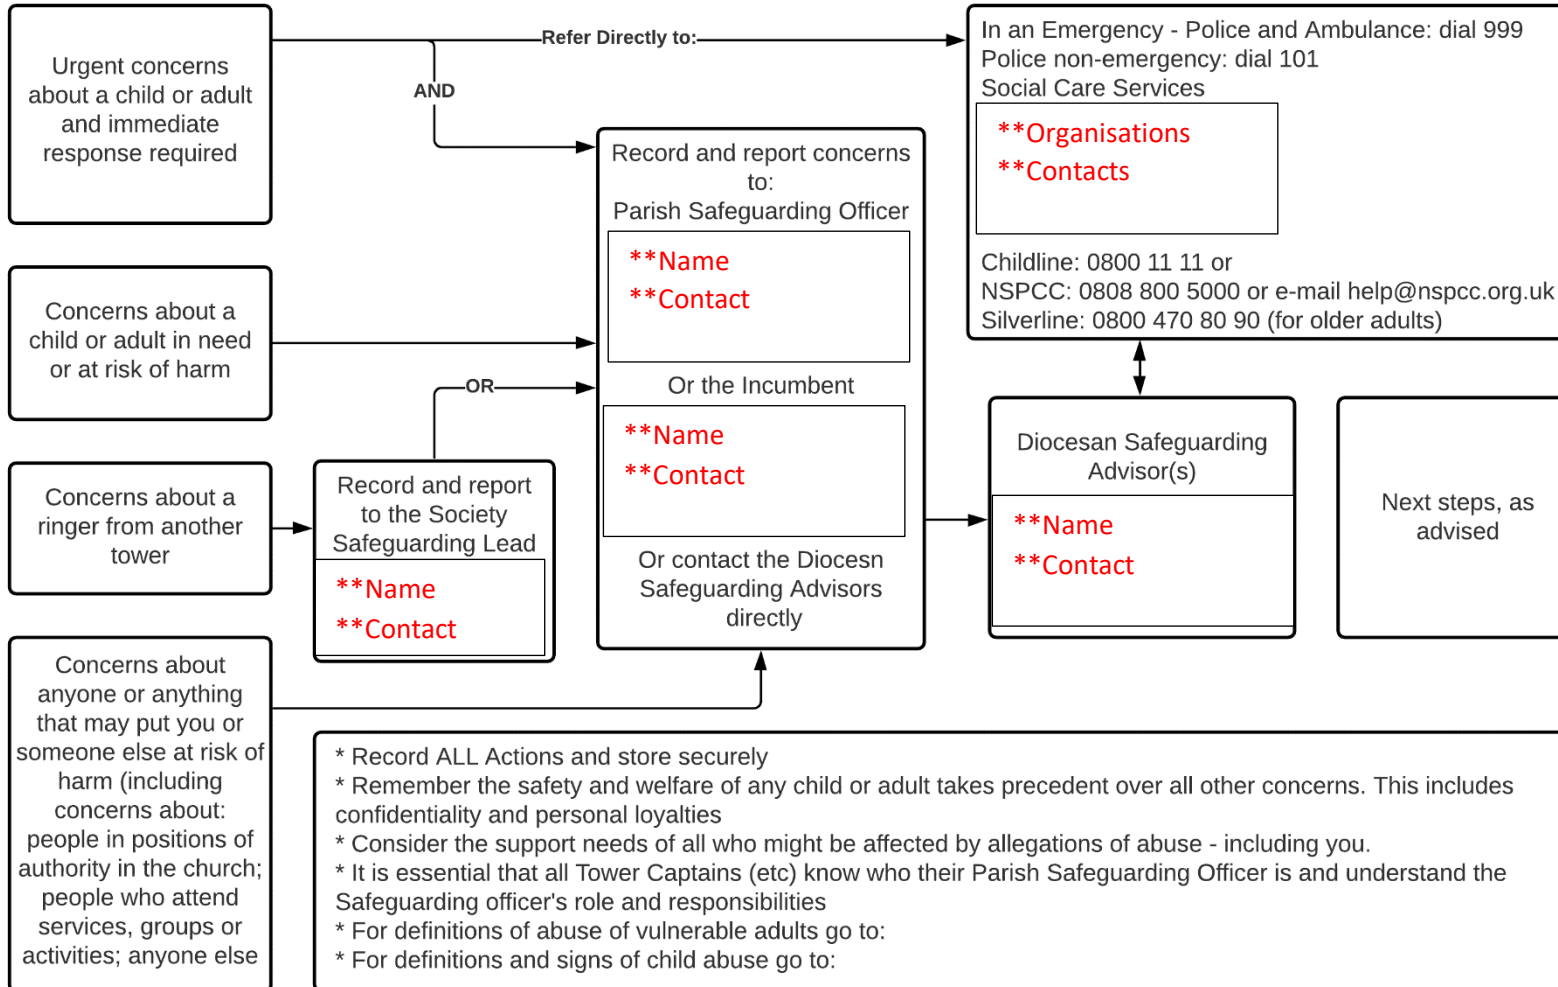 Urgent concerns
about a child or adult
and immediate
response required
Refer Directly to:
AND
In an Emergency - Police and Ambulance: dial 999
Police non-emergency: dial 101
Social Care Services
**Organisations
**Contacts
Childline: 0800 11 11 or
NSPCC: 0808 800 5000 or e-mail help@nspcc.org.uk
Silverline: 0800 470 80 90 (for older adults)
Concerns about a
child or adult in need
or at risk of harm
Record and report concerns
to:
Parish Safeguarding Officer
**Name
**Contact
Or the Incumbent
**Name
**Contact
Or contact the Diocesn
Safeguarding Advisors
directly
OR
Concerns about a
ringer from another
tower
Record and report
to the Society
Safeguarding Lead
**Name
**Contact
Diocesan Safeguarding
Advisor(s)
**Name
**Contact
Next steps, as
advised
Concerns about
anyone or anything
that may put you or
someone else at risk of
harm (including
concerns about:
people in positions of
authority in the church;
people who attend
services, groups or
activities; anyone else
* Record ALL Actions and store securely
* Remember the safety and welfare of any child or adult takes precedent over all other concerns. This includes
confidentiality and personal loyalties
* Consider the support needs of all who might be affected by allegations of abuse - including you.
* It is essential that all Tower Captains (etc) know who their Parish Safeguarding Officer is and understand the
Safeguarding officer's role and responsibilities
* For definitions of abuse of vulnerable adults go to:
* For definitions and signs of child abuse go to: